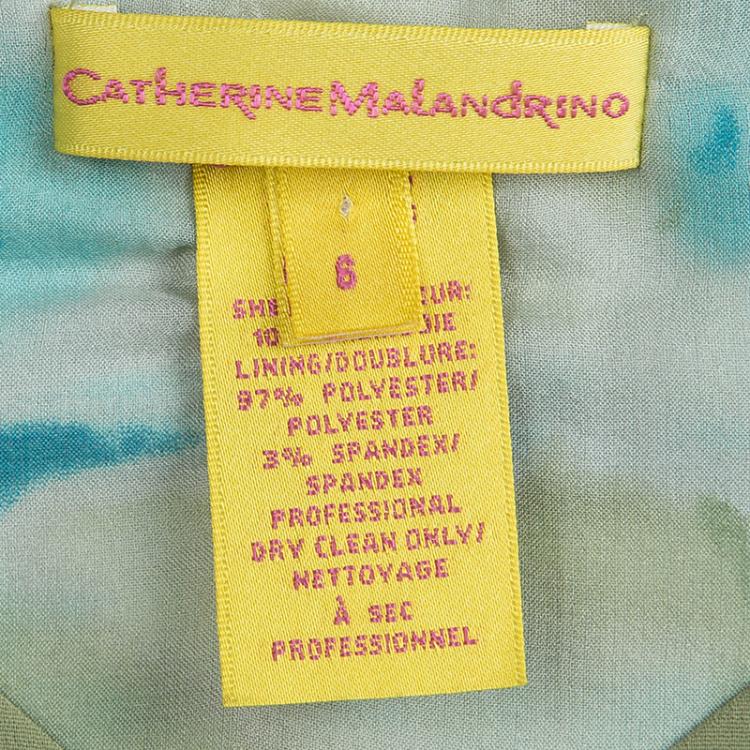 CATHERINE MALANDRINO
6
LINING/DOUBLURE:
97% POLYESTER/
POLYESTER
3% SPANDEX/
SPANDEX
PROFESSIONAL
DRY CLEAN ONLY/
NETTOYAGE
À SEC
PROFESSIONNEL